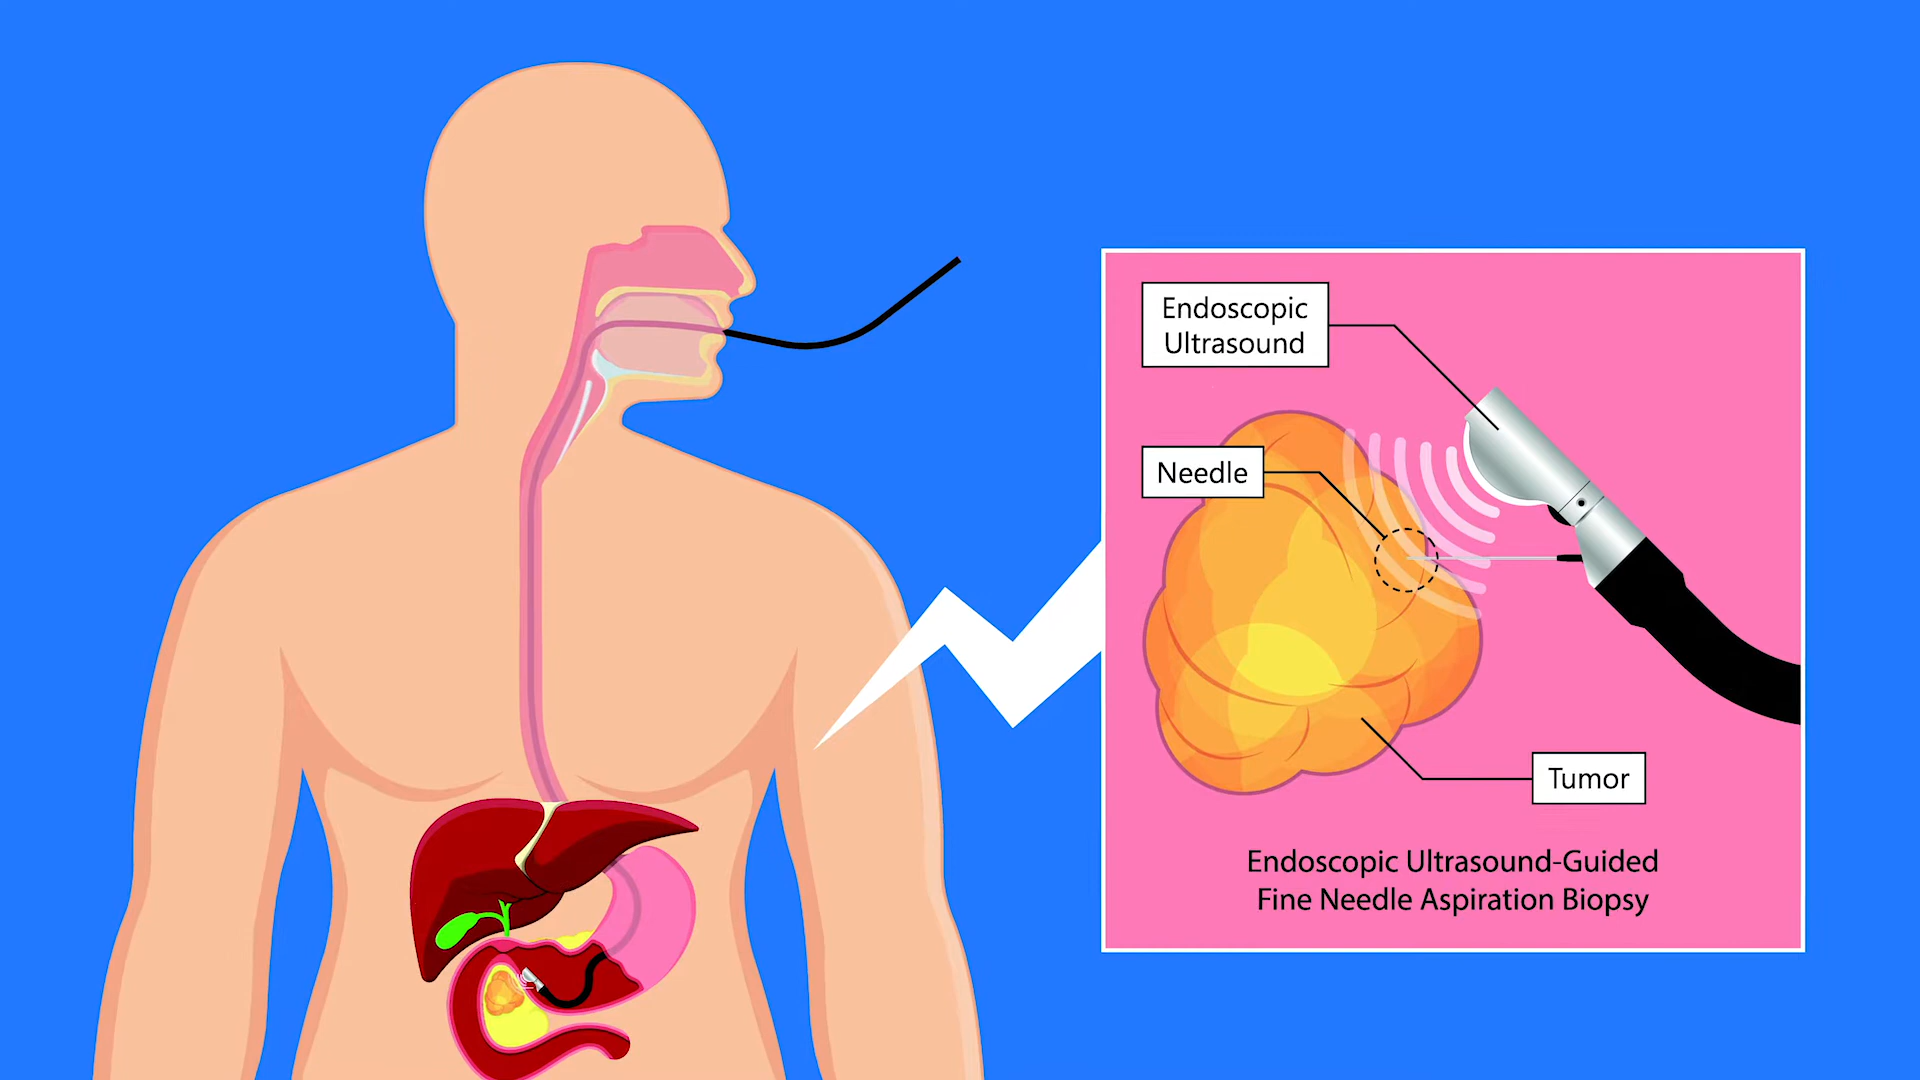 Endoscopic
Ultrasound
Needle
Tumor
Endoscopic Ultrasound-Guided
Fine Needle Aspiration Biopsy